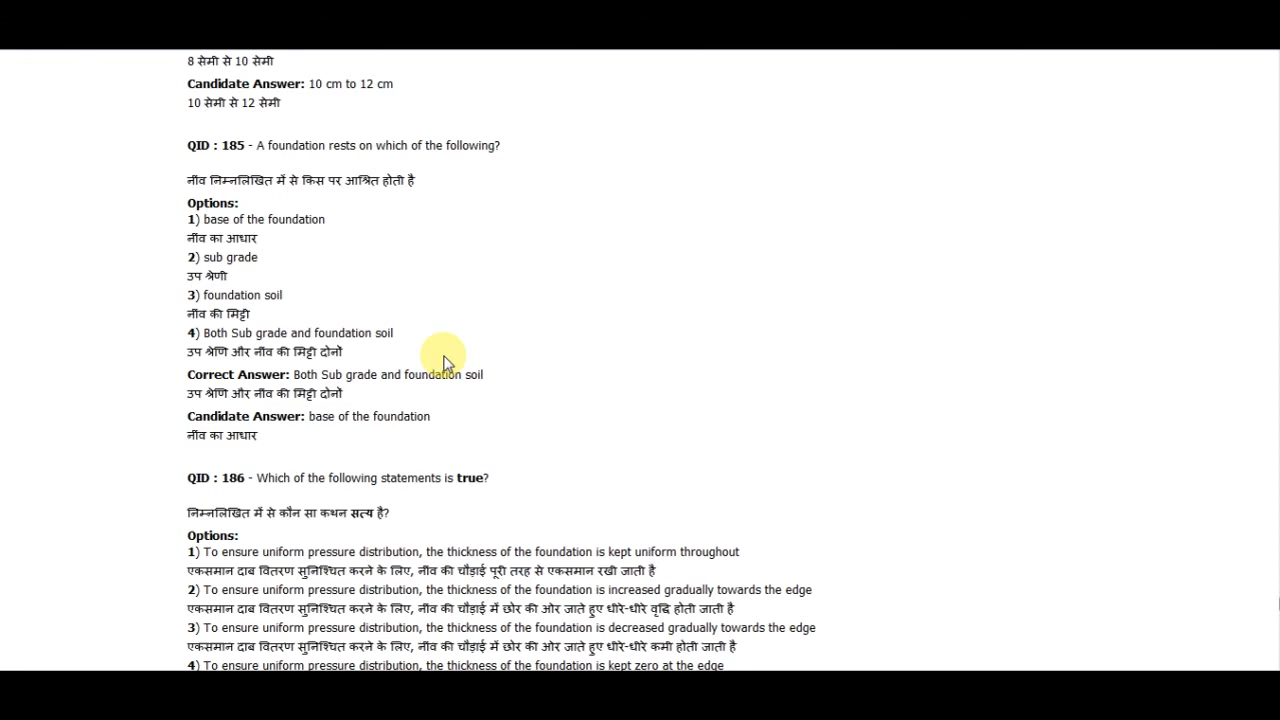 8 सेमी से 10 सेमी
Candidate Answer: 10 cm to 12 cm
10 सेमी से 12 सेमी
QID : 185 - A foundation rests on which of the following?
नींव निम्नलिखित में से किस पर आश्रित होती है
Options:
1) base of the foundation
नींव का आधार
2) sub grade
उप श्रेणी
3) foundation soil
नींव की मिट्टी
4) Both Sub grade and foundation soil
उप श्रेणि और नींव की मिट्टी दोनों
Correct Answer: Both Sub grade and foundation soil
उप श्रेणि और नींव की मिट्टी दोनों
Candidate Answer: base of the foundation
नींव का आधार
QID : 186 - Which of the following statements is true?
निम्नलिखित में से कौन सा कथन सत्य है?
Options:
1) To ensure uniform pressure distribution, the thickness of the foundation is kept uniform throughout
एकसमान दाब वितरण सुनिश्चित करने के लिए, नींव की चौड़ाई पूरी तरह से एकसमान रखी जाती है
2) To ensure uniform pressure distribution, the thickness of the foundation is increased gradually towards the edge
एकसमान दाब वितरण सुनिश्चित करने के लिए, नींव की चौड़ाई में छोर की ओर जाते हुए धीरे-धीरे वृद्धि होती जाती है
3) To ensure uniform pressure distribution, the thickness of the foundation is decreased gradually towards the edge
एकसमान दाब वितरण सुनिश्चित करने के लिए, नींव की चौड़ाई में छोर की ओर जाते हुए धीरे-धीरे कमी होती जाती है
4) To ensure uniform pressure distribution, the thickness of the foundation is kept zero at the edge